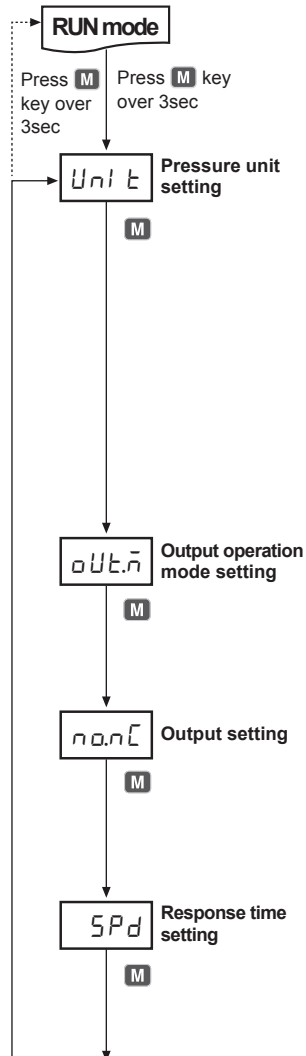 RUN mode
Press M
key over
3sec
Press M key
over 3sec
UnI t
Pressure unit
setting
M
oUt.m
Output operation
mode setting
M
no.nC
Output setting
M
SPd
Response time
setting
M